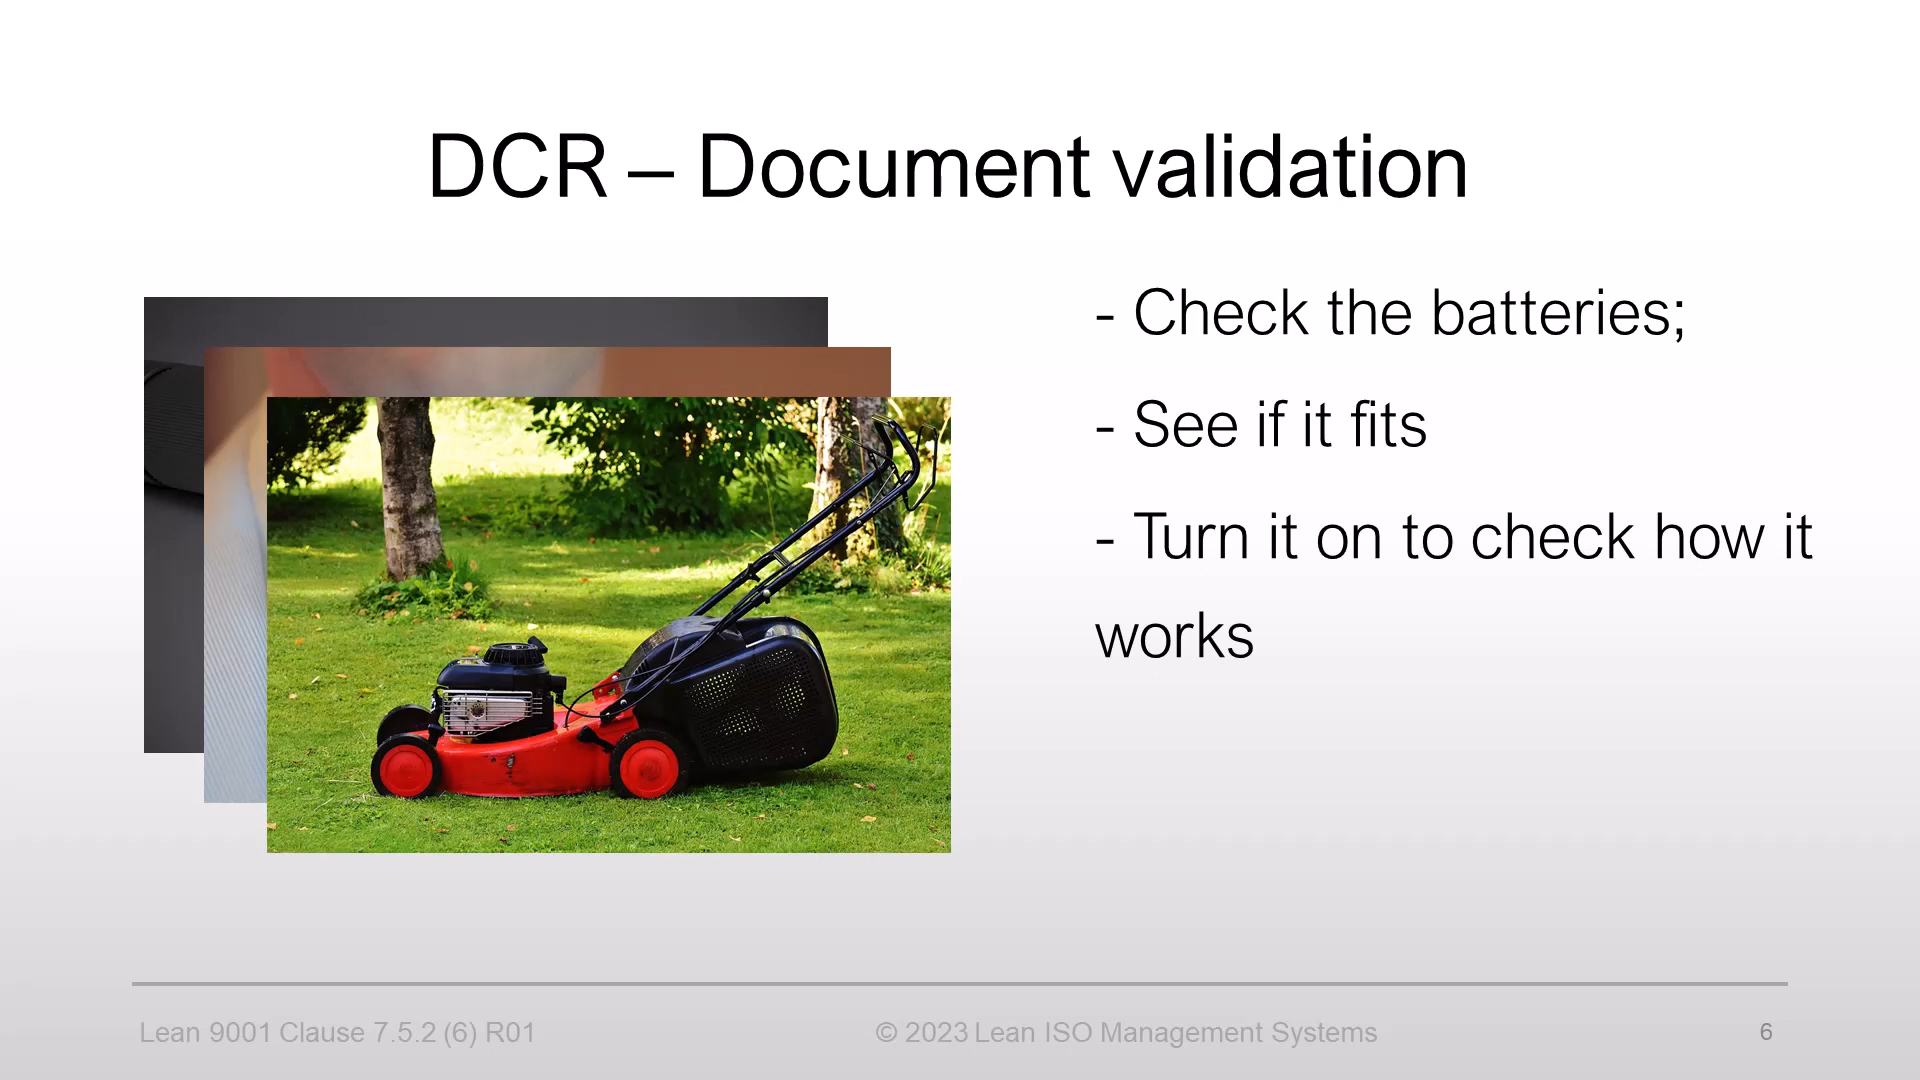 DCR – Document validation
- Check the batteries;
- See if it fits
- Turn it on to check how it
works
Lean 9001 Clause 7.5.2 (6) R01
© 2023 Lean ISO Management Systems
6